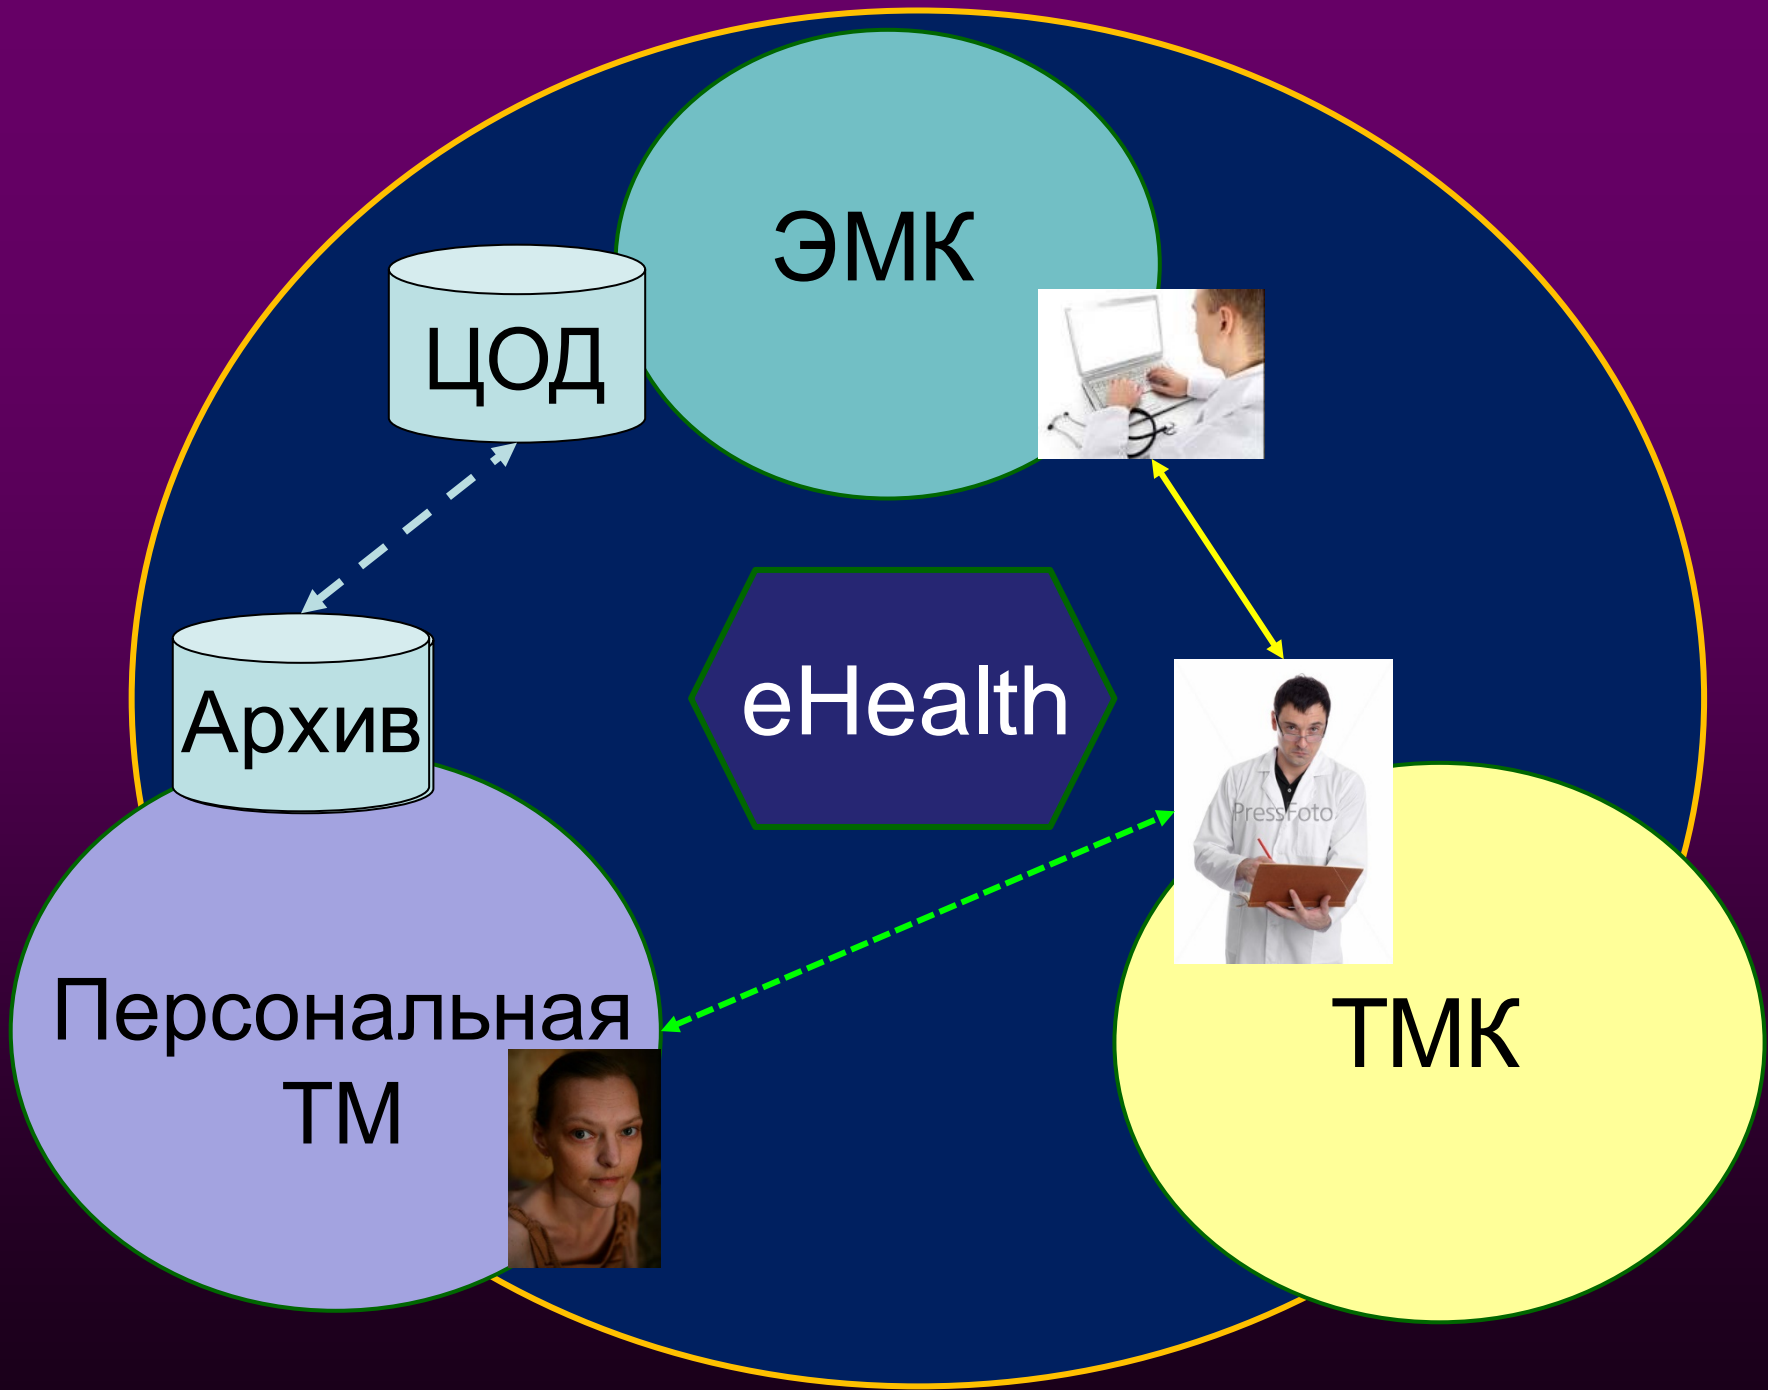 ЭМК
ЦОД
eHealth
Архив
PressFoto
Персональная
ТМ
ТМК